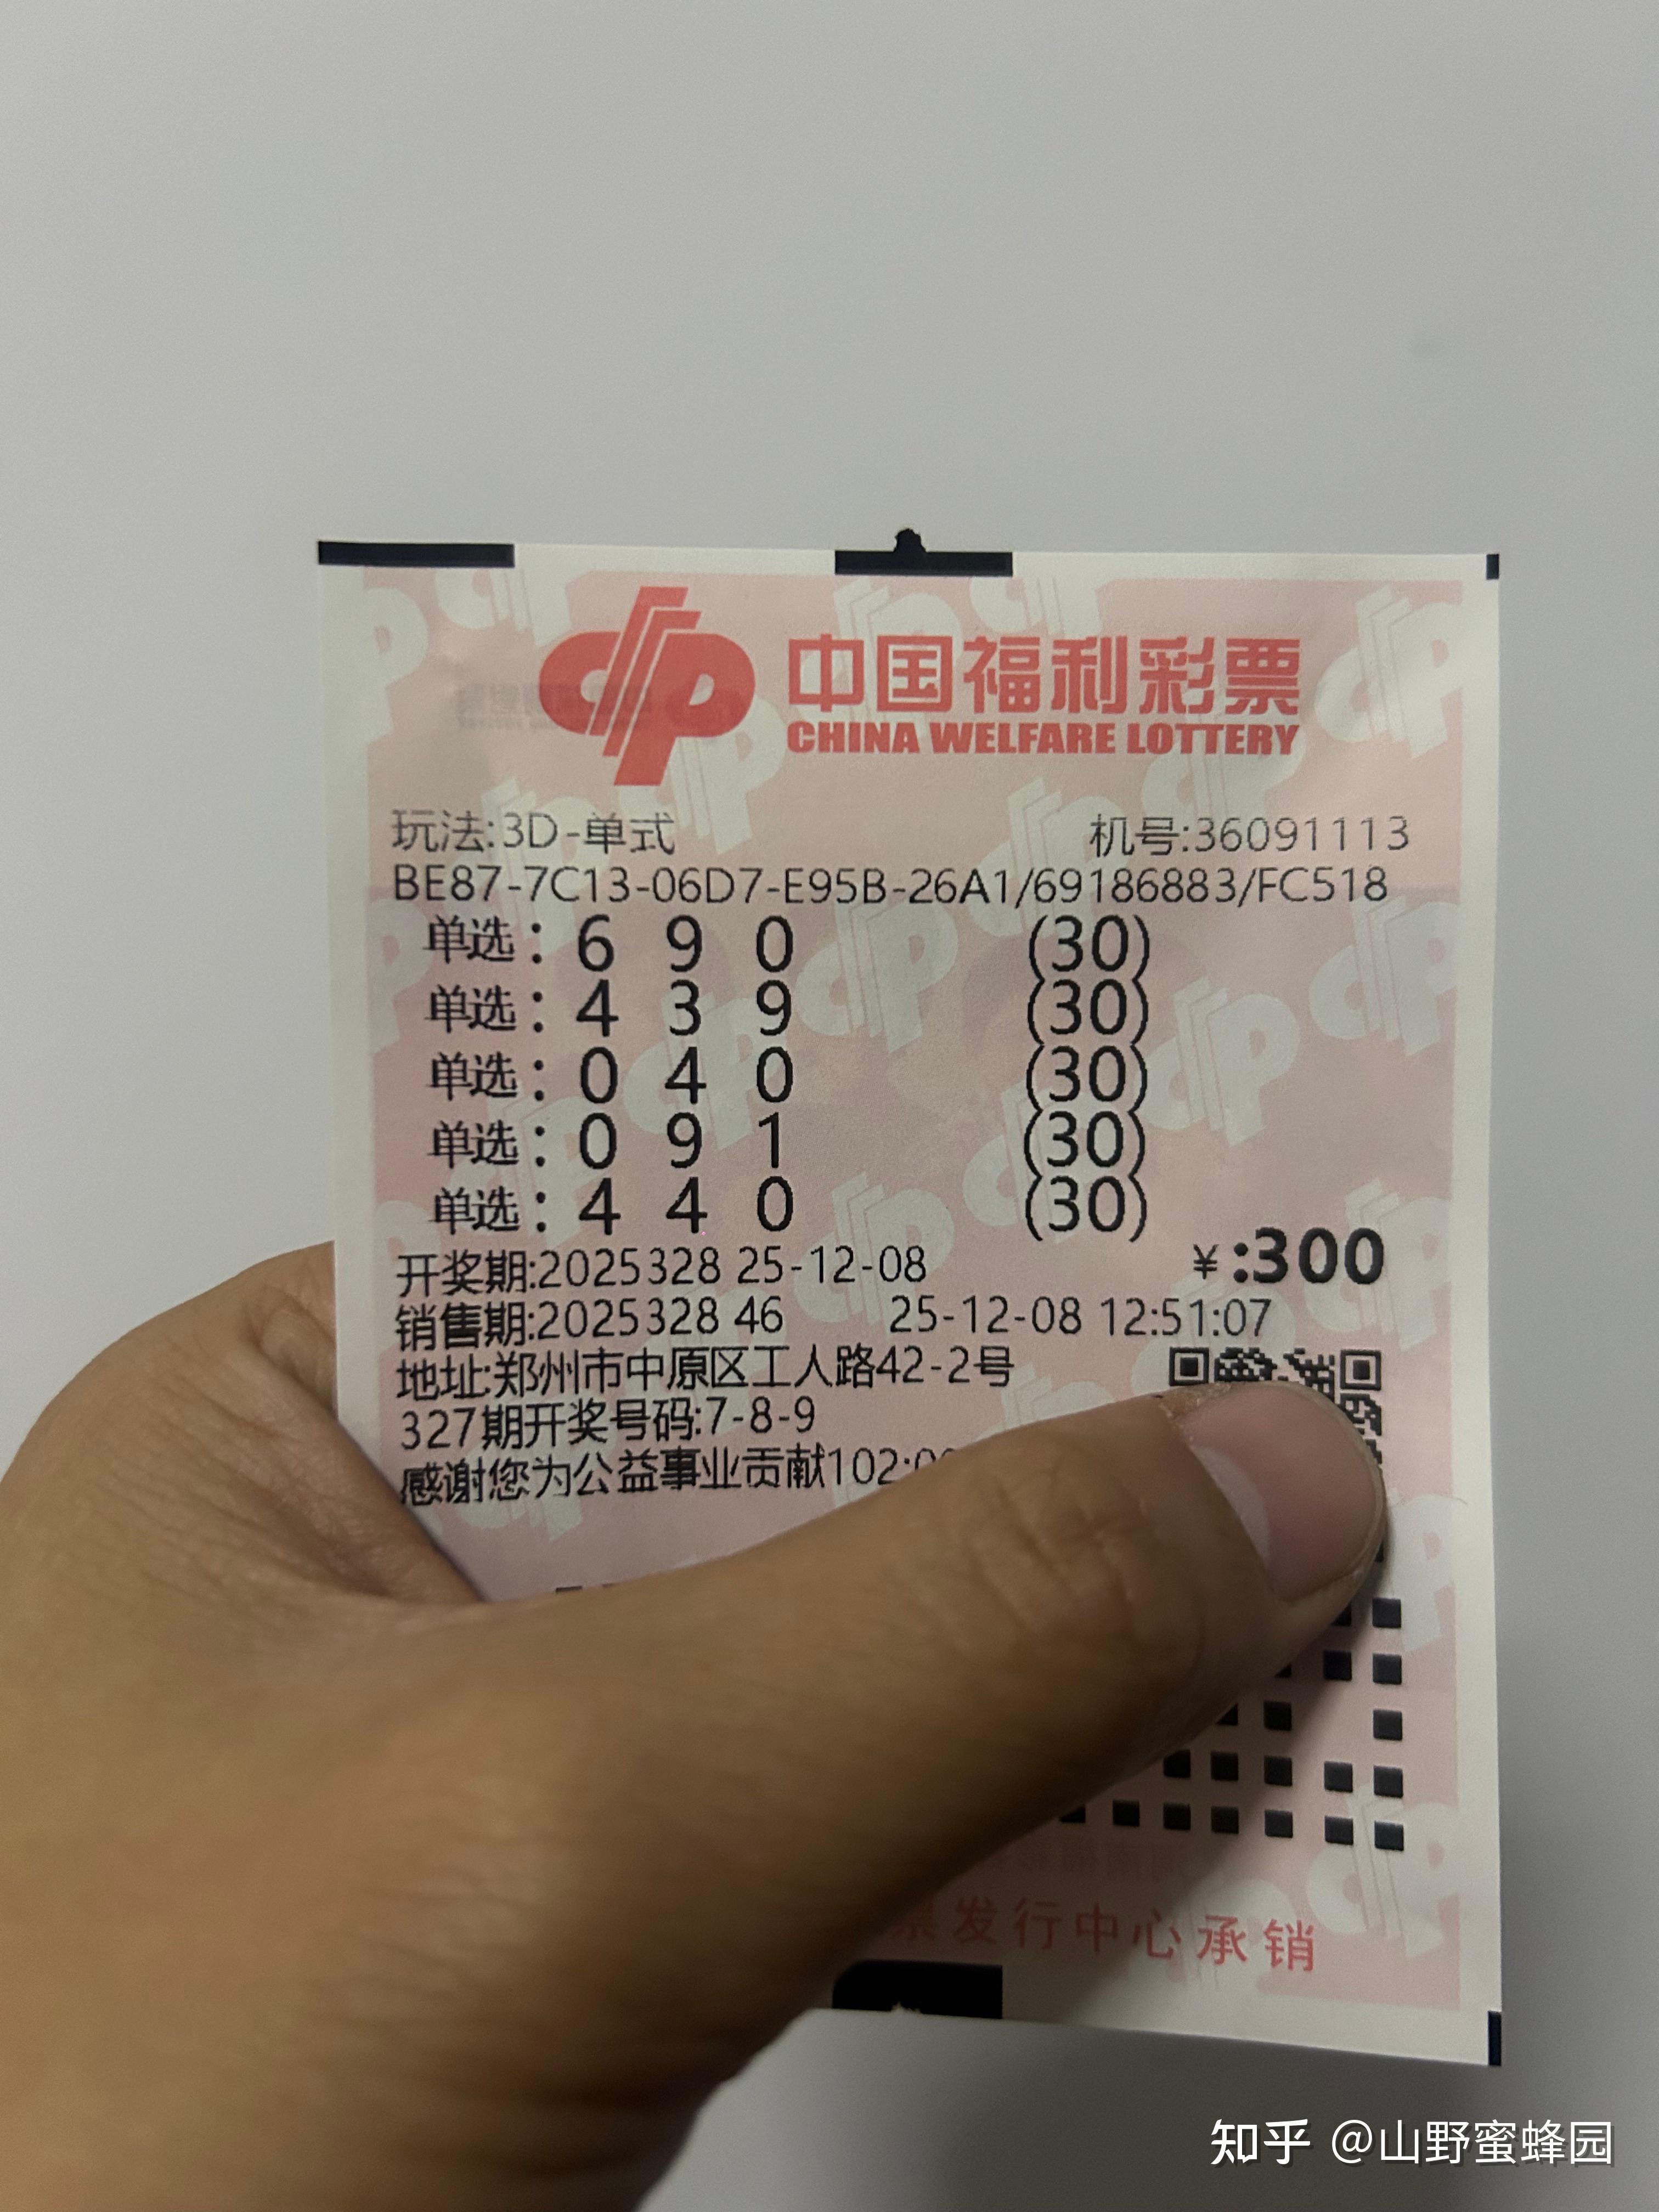 中国福利彩票
CHINA WELFARE LOTTERY
玩法:3D-单式 机号:36091113
BE87-7C13-06D7-E95B-26A1/69186883/FC518
单选: 6 9 0 (30)
单选: 4 3 9 (30)
单选: 0 4 0 (30)
单选: 0 9 1 (30)
单选: 4 4 0 (30)
开奖期:2025328 25-12-08 ¥:300
销售期:2025328 46 25-12-08 12:51:07
地址:郑州市中原区工人路42-2号
327期开奖号码:7-8-9
感谢您为公益事业贡献102:0
票发行中心承销
知乎 @山野蜜蜂园